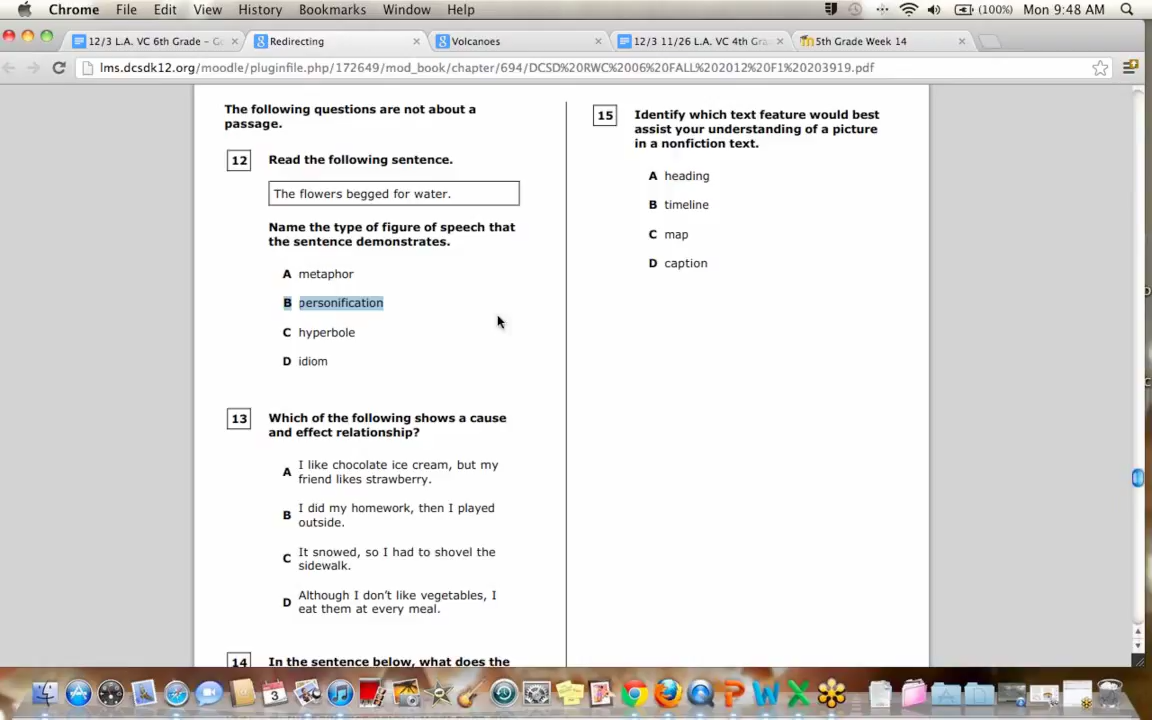 Chrome File Edit View History Bookmarks Window Help (100%) Mon 9:48 AM
12/3 L.A. VC 6th Grade – G
Redirecting
Volcanoes
12/3 11/26 L.A. VC 4th Gra
5th Grade Week 14
lms.dcsdk12.org/moodle/pluginfile.php/172649/mod_book/chapter/694/DCSD%20RWC%2006%20FALL%202012%20F1%203919.pdf
The following questions are not about a
passage.
12 Read the following sentence.
The flowers begged for water.
Name the type of figure of speech that
the sentence demonstrates.
A metaphor
B personification
C hyperbole
D idiom
13 Which of the following shows a cause
and effect relationship?
A I like chocolate ice cream, but my
friend likes strawberry.
B I did my homework, then I played
outside.
C It snowed, so I had to shovel the
sidewalk.
D Although I don't like vegetables, I
eat them at every meal.
14 In the sentence below, what does the
15 Identify which text feature would best
assist your understanding of a picture
in a nonfiction text.
A heading
B timeline
C map
D caption
3